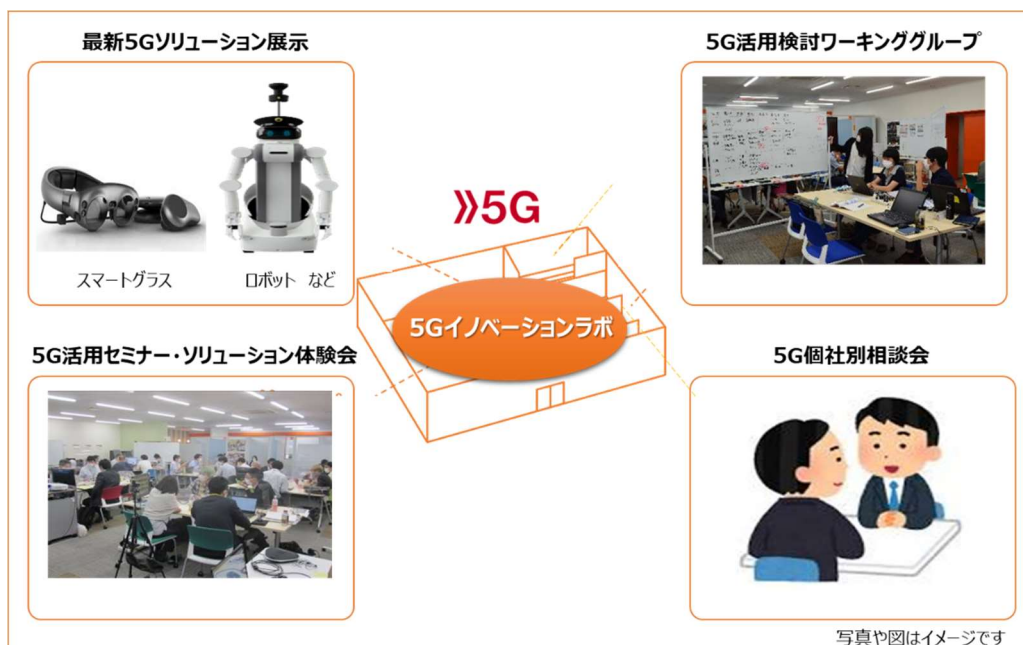 最新5Gソリューション展示
5G活用検討ワーキンググループ
スマートグラス
ロボット など
》5G
5Gイノベーションラボ
5G活用セミナー・ソリューション体験会
5G個社別相談会
写真や図はイメージです